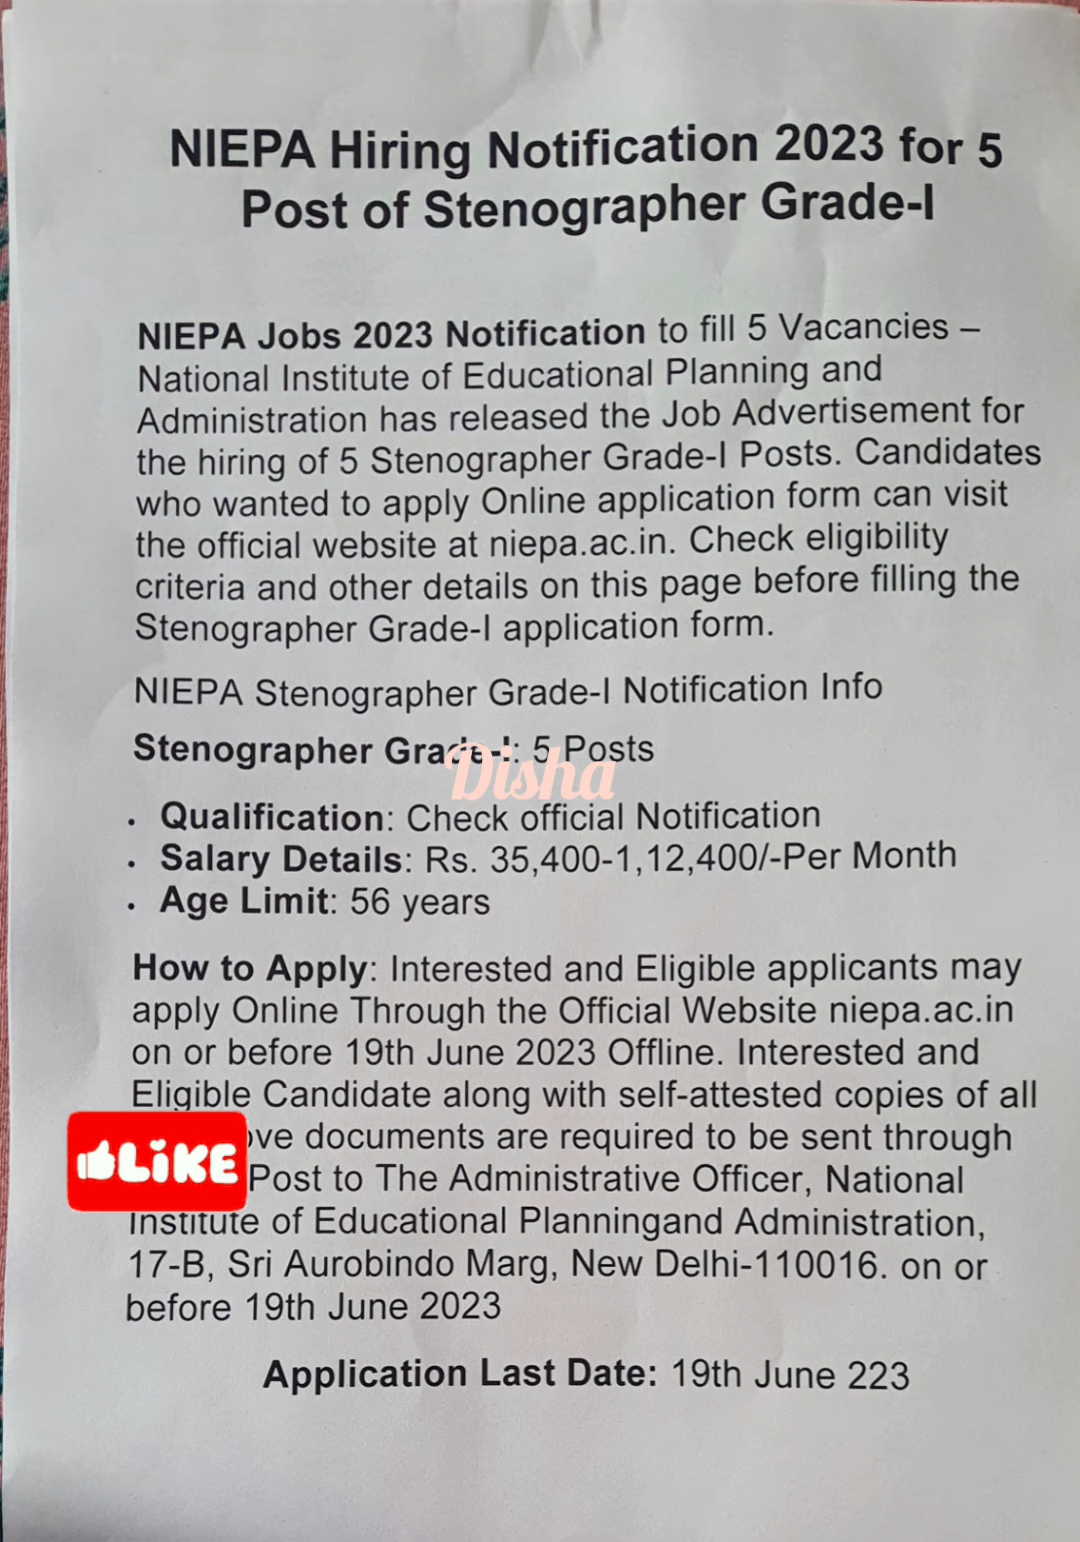 NIEPA Hiring Notification 2023 for 5
Post of Stenographer Grade-I
NIEPA Jobs 2023 Notification to fill 5 Vacancies –
National Institute of Educational Planning and
Administration has released the Job Advertisement for
the hiring of 5 Stenographer Grade-I Posts. Candidates
who wanted to apply Online application form can visit
the official website at niepa.ac.in. Check eligibility
criteria and other details on this page before filling the
Stenographer Grade-I application form.
NIEPA Stenographer Grade-I Notification Info
Stenographer Grade-I: 5 Posts
Disha
• Qualification: Check official Notification
• Salary Details: Rs. 35,400-1,12,400/-Per Month
• Age Limit: 56 years
How to Apply: Interested and Eligible applicants may
apply Online Through the Official Website niepa.ac.in
on or before 19th June 2023 Offline. Interested and
Eligible Candidate along with self-attested copies of all
documents are required to be sent through
LIKE
Post to The Administrative Officer, National
Institute of Educational Planningand Administration,
17-B, Sri Aurobindo Marg, New Delhi-110016. on or
before 19th June 2023
Application Last Date: 19th June 223